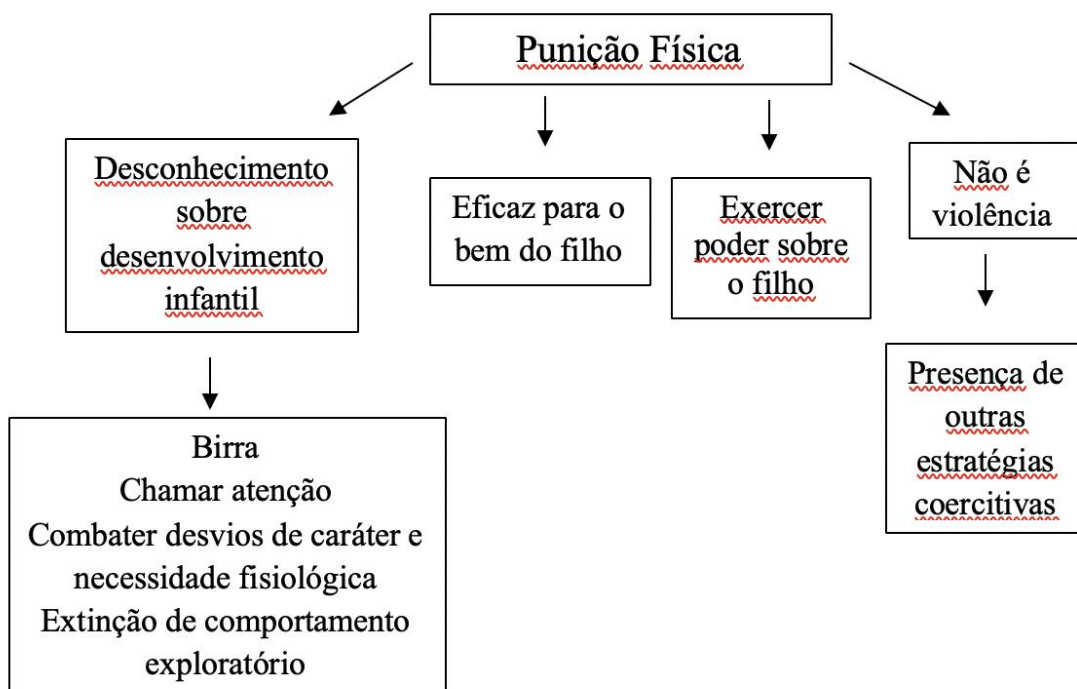 Punição Física
Desconhecimento
sobre
desenvolvimento
infantil
Eficaz para o
bem do filho
Exercer
poder sobre
o filho
Não é
violência
Presença de
outras
estratégias
coercitivas
Birra
Chamar atenção
Combater desvios de caráter e
necessidade fisiológica
Extinção de comportamento
exploratório